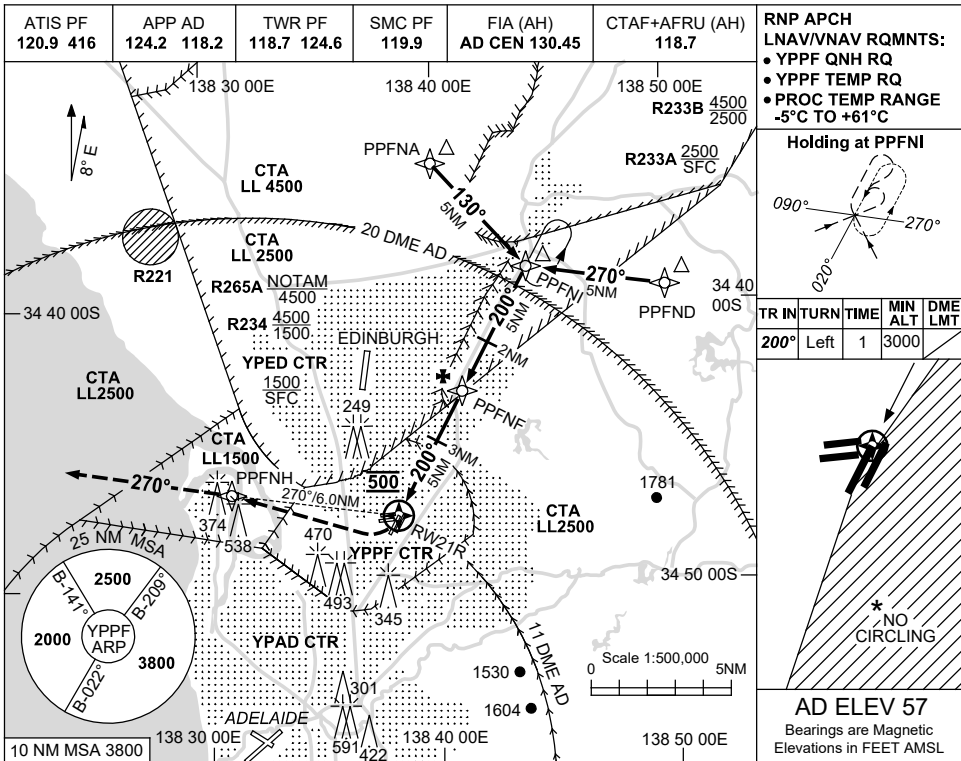 ATIS PF
120.9 416
APP AD
124.2 118.2
TWR PF
118.7 124.6
SMC PF
119.9
FIA (AH)
AD CEN 130.45
CTAF+AFRU (AH)
118.7
RNP APCH
LNAV/VNAV RQMNTS:
• YPPF QNH RQ
• YPPF TEMP RQ
• PROC TEMP RANGE
-5°C TO +61°C
138 30 00E
138 40 00E
138 50 00E
8° E
R233B 4500
2500
PPFNA
R233A 2500
SFC
CTA
LL 4500
130°
5NM
20 DME AD
CTA
LL 2500
R221
PPFNI
270°
5NM
PPFND
34 40
00S
R265A NOTAM
4500
34 40 00S
200°
5NM
R234 4500
1500
EDINBURGH
2NM
YPED CTR
1500
SFC
CTA
LL2500
PPFNF
249
CTA
LL1500
3NM
200°
5NM
PPFNH
500
270°
270°/6.0NM
1781
374
538
RW21R
CTA
LL2500
470
YPPF CTR
493
345
34 50 00S
25 NM MSA
2500
B-141°
B-209°
2000
YPPF
ARP
3800
B-022°
YPAD CTR
11 DME AD
Scale 1:500,000
0
5NM
1530
1604
301
591
422
ADELAIDE
10 NM MSA 3800
138 30 00E
138 40 00E
138 50 00E
Holding at PPFNI
090°
270°
020°
TR IN
TURN
TIME
MIN
ALT
DME
LMT
200°
Left
1
3000
*
NO
CIRCLING
AD ELEV 57
Bearings are Magnetic
Elevations in FEET AMSL